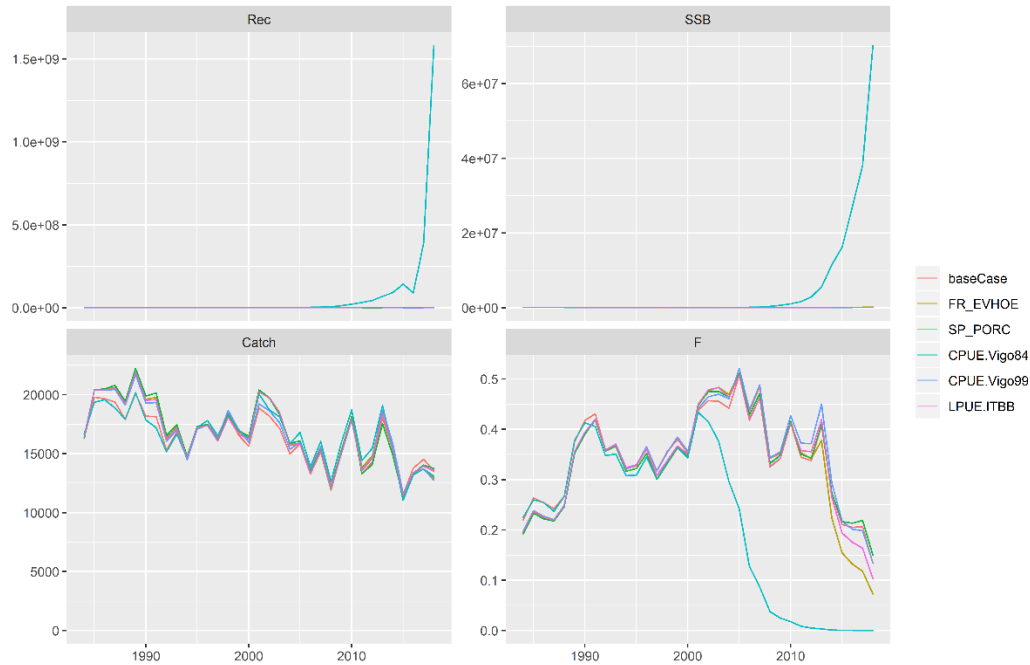 Rec
SSB
1.5e+09
1.0e+09
5.0e+08
0.0e+00
6e+07
4e+07
2e+07
0e+00
baseCase
FR_EVHOE
SP_PORC
CPUE.Vigo84
CPUE.Vigo99
LPUE.ITBB
Catch
F
20000
15000
10000
5000
0
0.5
0.4
0.3
0.2
0.1
0.0
1990 2000 2010
1990 2000 2010